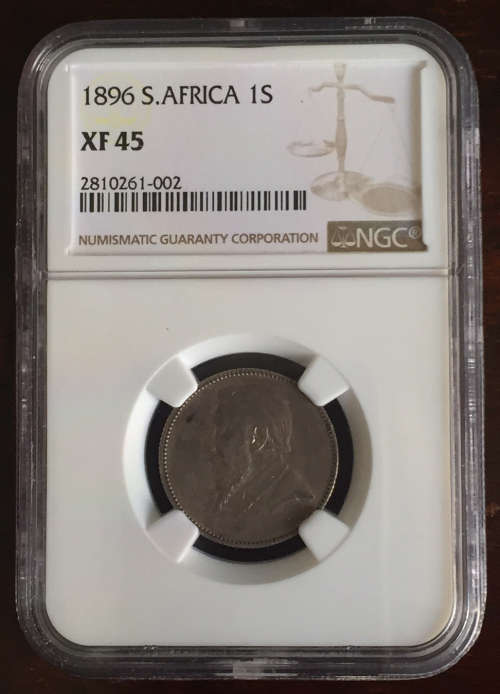 1896 S.AFRICA 1S
XF 45
2810261-002
NUMISMATIC GUARANTY CORPORATION NGC®